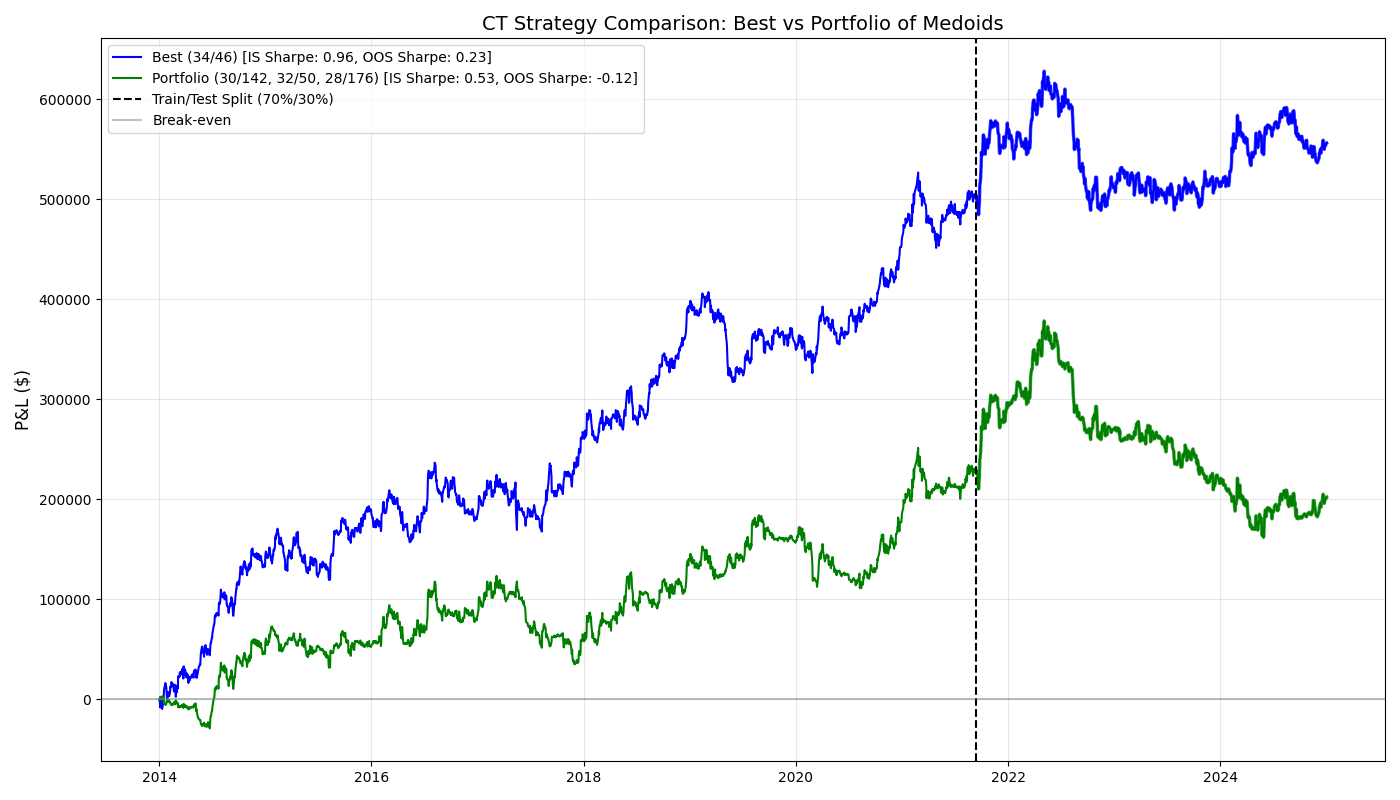 CT Strategy Comparison: Best vs Portfolio of Medoids
Best (34/46) [IS Sharpe: 0.96, OOS Sharpe: 0.23]
Portfolio (30/142, 32/50, 28/176) [IS Sharpe: 0.53, OOS Sharpe: -0.12]
Train/Test Split (70%/30%)
Break-even
P&L ($)
600000
500000
400000
300000
200000
100000
0
2014
2016
2018
2020
2022
2024